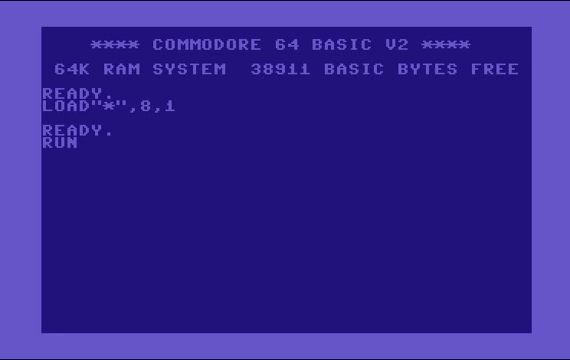 **** COMMODORE 64 BASIC V2 ****
64K RAM SYSTEM  38911 BASIC BYTES FREE
READY.
LOAD"*",8,1
READY.
RUN